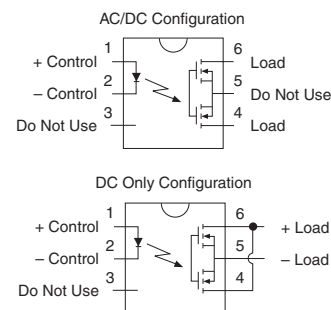 AC/DC Configuration
1
6
+ Control
Load
2
5
– Control
Do Not Use
3
4
Do Not Use
Load
DC Only Configuration
1
6
+ Control
+ Load
2
5
– Control
– Load
3
4
Do Not Use